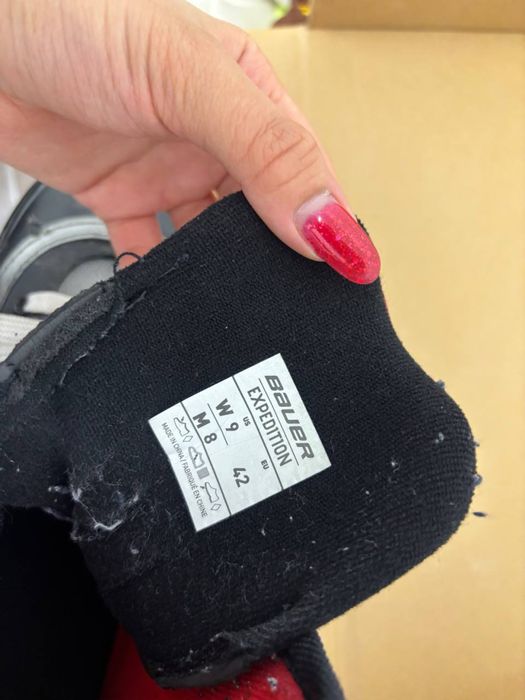 BAUER
EXPEDITION
US
EU
W 9
M 8
42
MADE IN CHINA / FABRIQUÉ EN CHINE